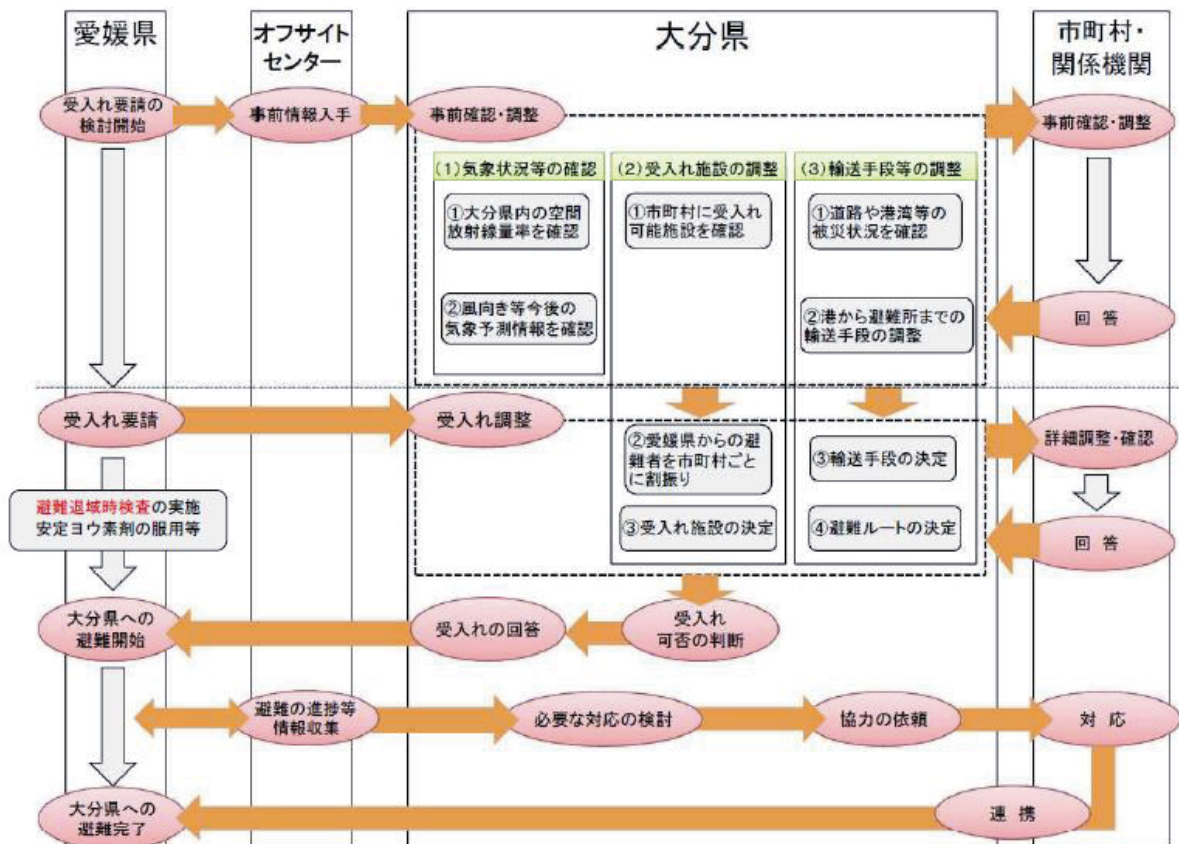 愛媛県
オフサイト
センター
大分県
市町村・
関係機関
受入れ要請の
検討開始
事前情報入手
事前確認・調整
事前確認・調整
(1)気象状況等の確認
(2)受入れ施設の調整
(3)輸送手段等の調整
①大分県内の空間
放射線量率を確認
①市町村に受入れ
可能施設を確認
①道路や港湾等の
被災状況を確認
②風向き等今後の
気象予測情報を確認
②港から避難所までの
輸送手段の調整
回 答
受入れ要請
受入れ調整
詳細調整・確認
②愛媛県からの避
難者を市町村ごと
に割振り
③輸送手段の決定
避難退域時検査の実施
安定ヨウ素剤の服用等
③受入れ施設の決定
④避難ルートの決定
回 答
大分県への
避難開始
受入れの回答
受入れ
可否の判断
避難の進捗等
情報収集
必要な対応の検討
協力の依頼
対 応
大分県への
避難完了
連 携